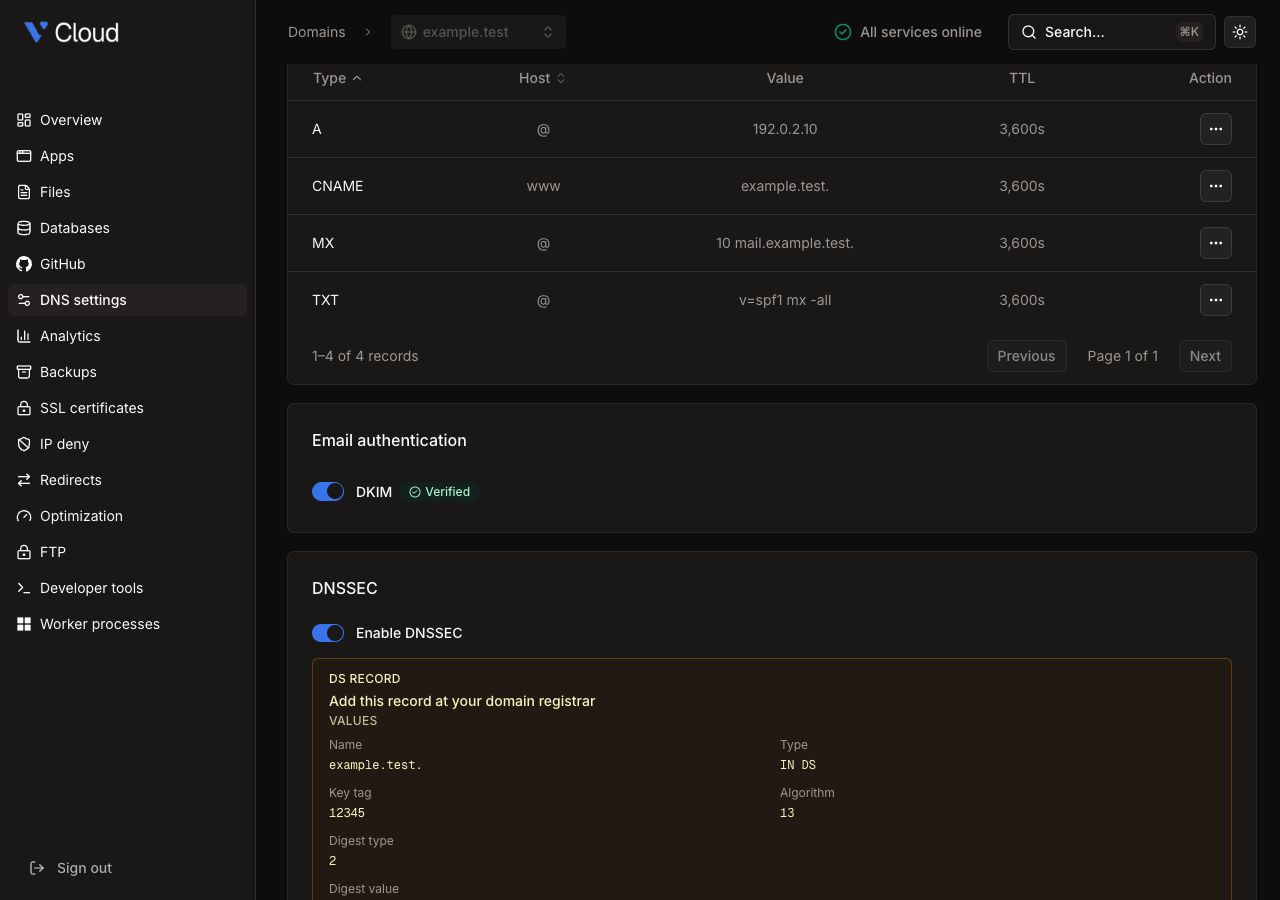 Cloud
Domains
example.test
All services online
Search...
⌘K
Overview
Apps
Files
Databases
GitHub
DNS settings
Analytics
Backups
SSL certificates
IP deny
Redirects
Optimization
FTP
Developer tools
Worker processes
Sign out
Type Host Value TTL Action
A @ 192.0.2.10 3,600s
CNAME www example.test. 3,600s
MX @ 10 mail.example.test. 3,600s
TXT @ v=spf1 mx -all 3,600s
1–4 of 4 records
Previous Page 1 of 1 Next
Email authentication
DKIM Verified
DNSSEC
Enable DNSSEC
DS RECORD
Add this record at your domain registrar
VALUES
Name Type
example.test. IN DS
Key tag Algorithm
12345 13
Digest type
2
Digest value